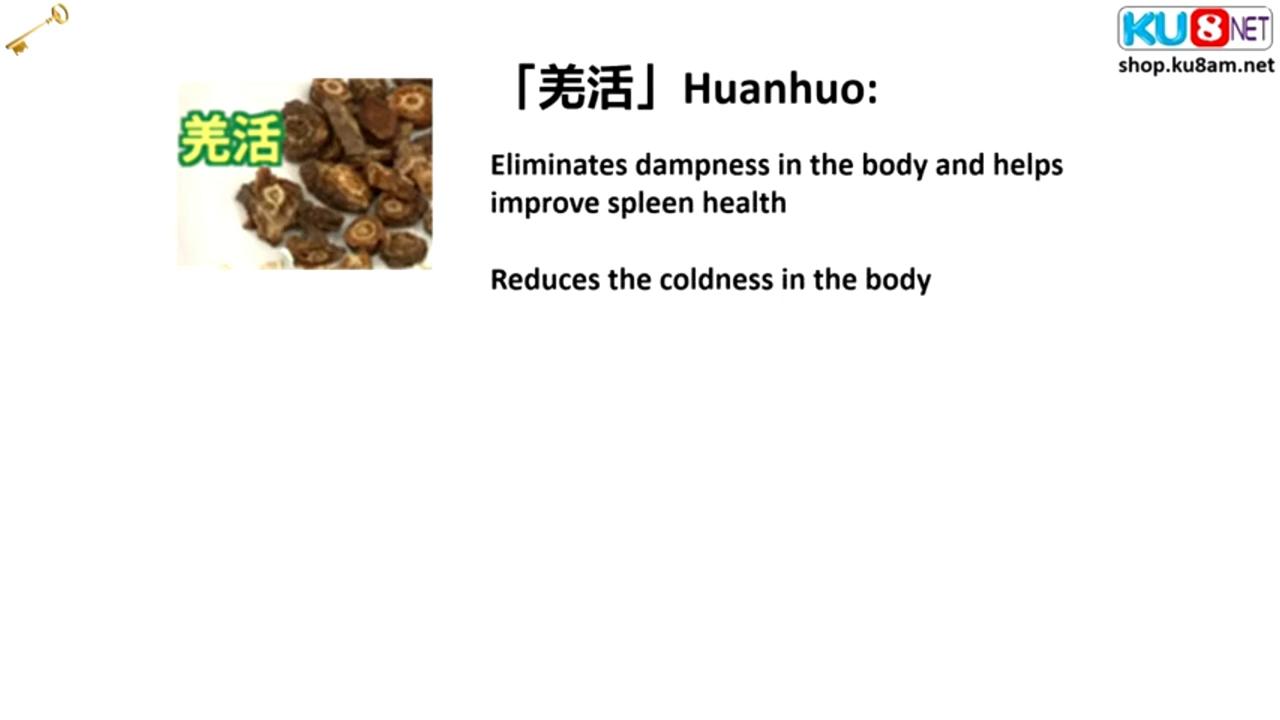 KU8NET
shop.ku8am.net
「羌活」Huanhuo:
羌活
Eliminates dampness in the body and helps
improve spleen health
Reduces the coldness in the body